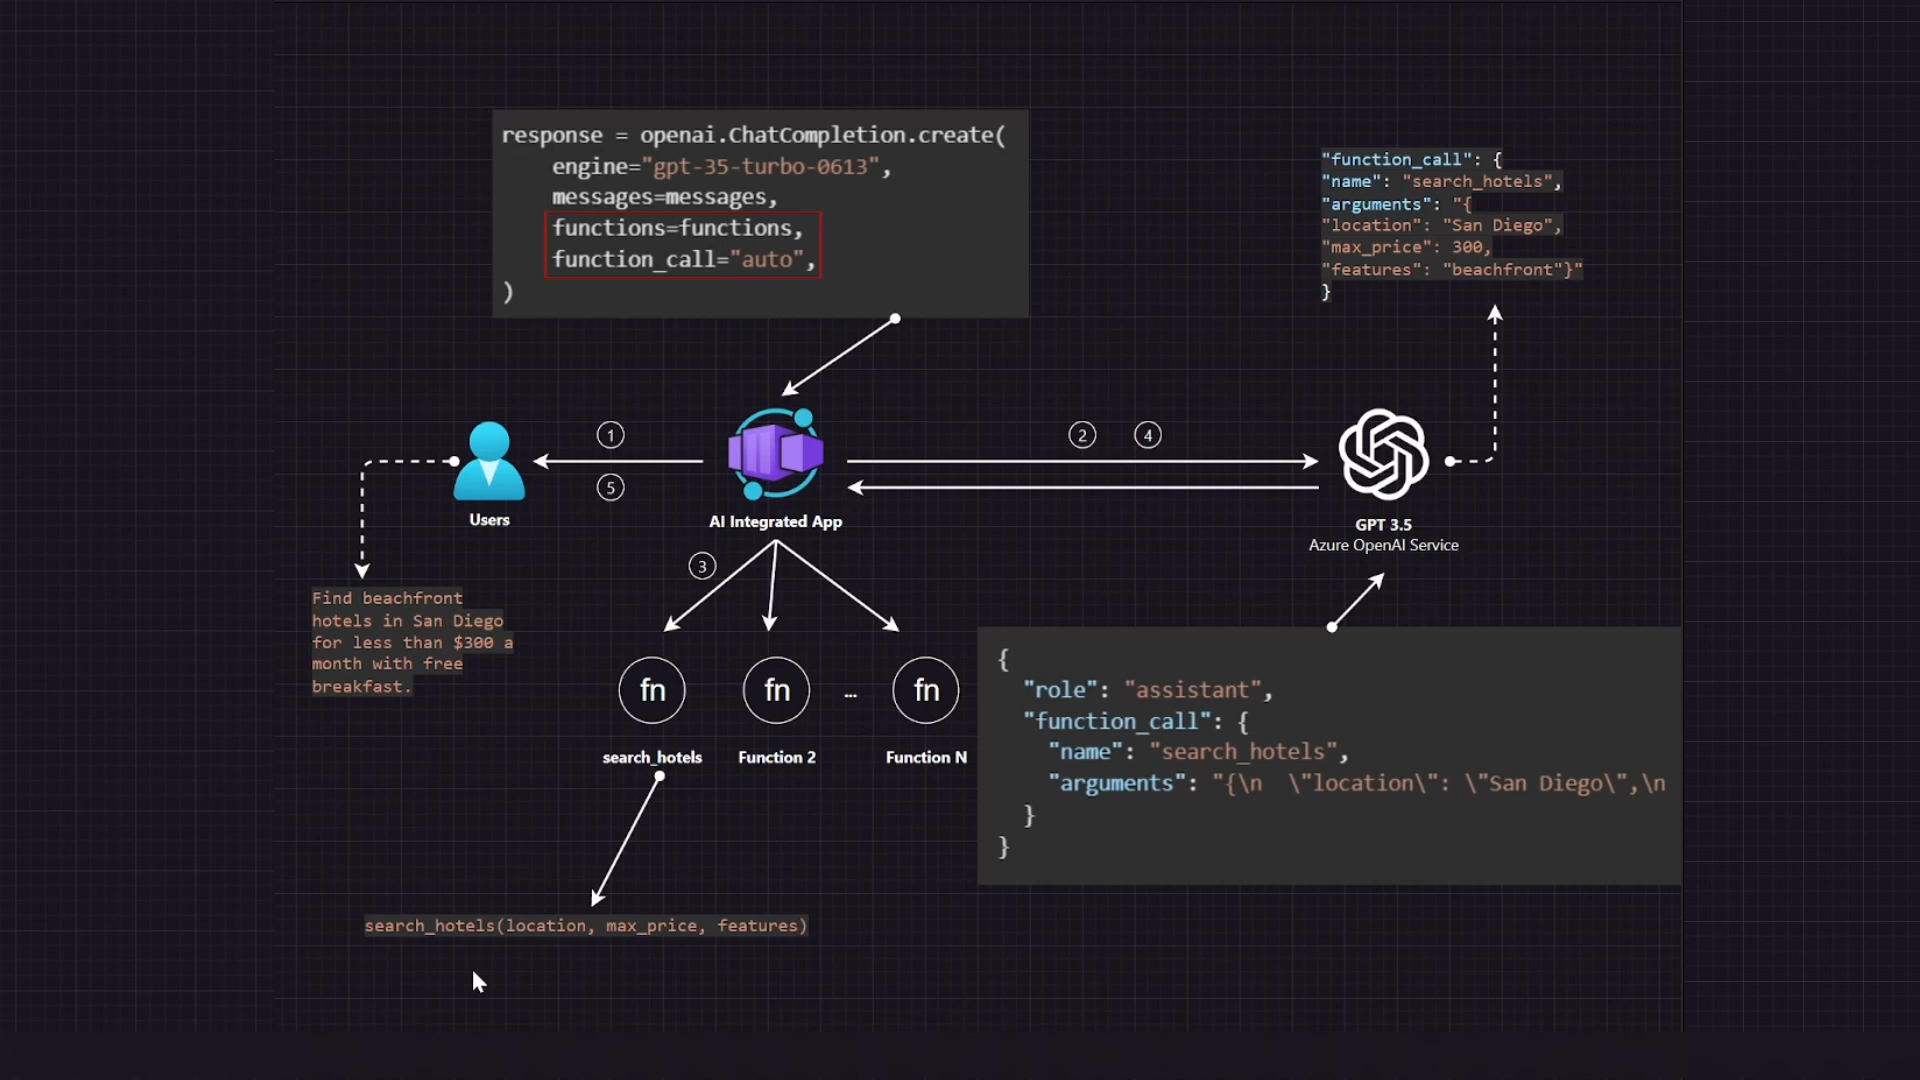 response = openai.ChatCompletion.create(
engine="gpt-35-turbo-0613",
messages=messages,
functions=functions,
function_call="auto",
)
"function_call": {
"name": "search_hotels",
"arguments": "{
"location": "San Diego",
"max_price": 300,
"features": "beachfront"}"
}
1
2
4
5
Users
AI Integrated App
GPT 3.5
Azure OpenAI Service
3
Find beachfront
hotels in San Diego
for less than $300 a
month with free
breakfast.
fn
fn
...
fn
search_hotels
Function 2
Function N
{
"role": "assistant",
"function_call": {
"name": "search_hotels",
"arguments": "{\n  \"location\": \"San Diego\",\n
}
}
search_hotels(location, max_price, features)